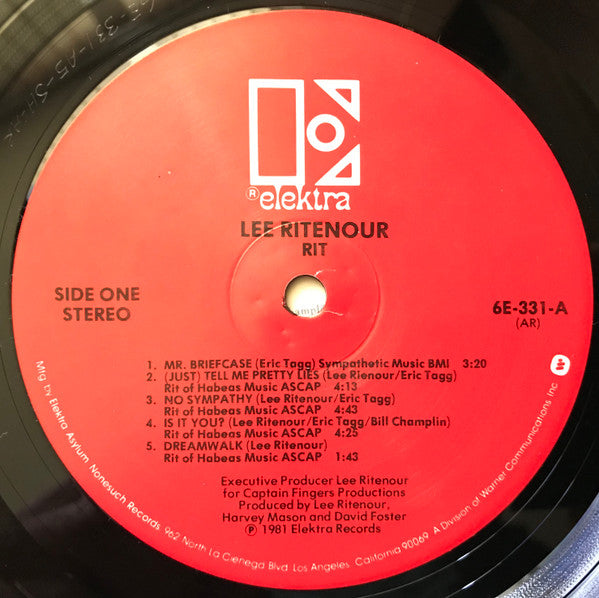 ® elektra
LEE RITENOUR
RIT
SIDE ONE
STEREO
6E-331-A
(AR)
ample
1. MR. BRIEFCASE (Eric Tagg) Sympathetic Music BMI 3:20
2. (JUST) TELL ME PRETTY LIES (Lee Rienour/Eric Tagg)
Rit of Habeas Music ASCAP 4:13
3. NO SYMPATHY (Lee Ritenour/Eric Tagg)
Rit of Habeas Music ASCAP 4:43
4. IS IT YOU? (Lee Ritenour/Eric Tagg/Bill Champlin)
Rit of Habeas Music ASCAP 4:25
5. DREAMWALK (Lee Ritenour)
Rit of Habeas Music ASCAP 1:43
Executive Producer Lee Ritenour
for Captain Fingers Productions
Produced by Lee Ritenour,
Harvey Mason and David Foster
℗ 1981 Elektra Records
Mfg. by Elektra Asylum Nonesuch Records, 962 North La Cienega Blvd. Los Angeles, California 90069. A Division of Warner Communications Inc.